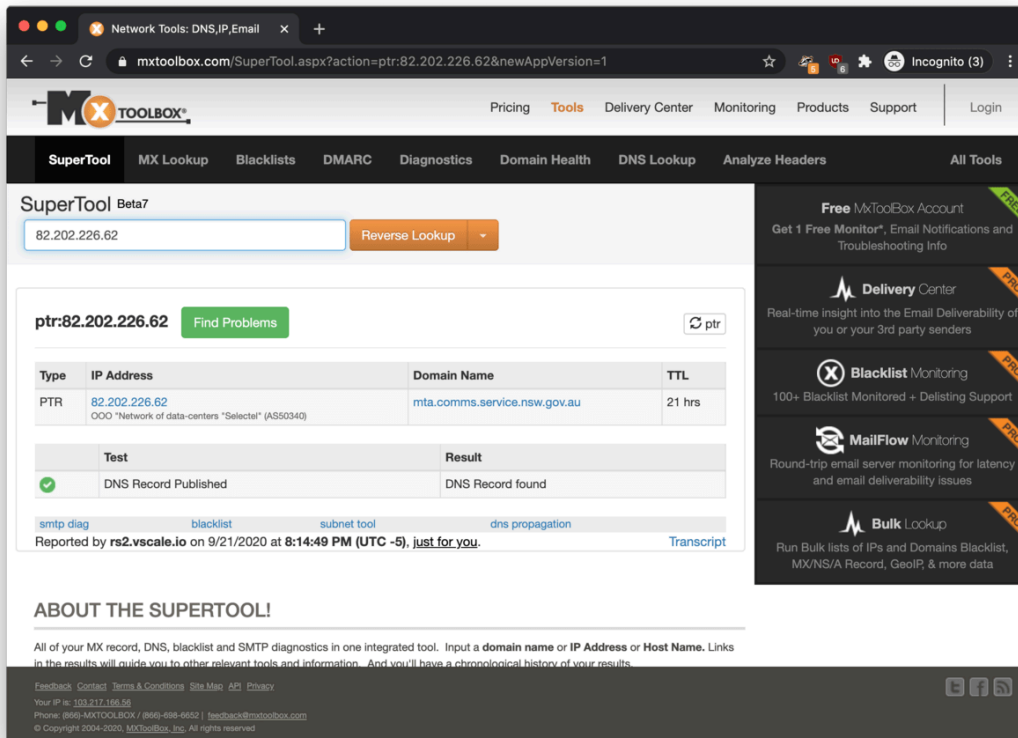 Network Tools: DNS,IP,Email
mxtoolbox.com/SuperTool.aspx?action=ptr:82.202.226.62&newAppVersion=1
5
6
Incognito (3)
MX TOOLBOX®
Pricing Tools Delivery Center Monitoring Products Support Login
SuperTool MX Lookup Blacklists DMARC Diagnostics Domain Health DNS Lookup Analyze Headers All Tools
SuperTool Beta7
82.202.226.62 Reverse Lookup
ptr:82.202.226.62 Find Problems ptr
Type IP Address Domain Name TTL
PTR 82.202.226.62 mta.comms.service.nsw.gov.au 21 hrs
OOO "Network of data-centers "Selectel" (AS50340)
Test Result
DNS Record Published DNS Record found
smtp diag blacklist subnet tool dns propagation
Reported by rs2.vscale.io on 9/21/2020 at 8:14:49 PM (UTC -5), just for you. Transcript
ABOUT THE SUPERTOOL!
All of your MX record, DNS, blacklist and SMTP diagnostics in one integrated tool. Input a domain name or IP Address or Host Name. Links
in the results will guide you to other relevant tools and information. And you'll have a chronological history of your results.
Free MxToolBox Account
FREE
Get 1 Free Monitor*, Email Notifications and
Troubleshooting Info
Delivery Center
PRO
Real-time insight into the Email Deliverability of
you or your 3rd party senders
Blacklist Monitoring
PRO
100+ Blacklist Monitored + Delisting Support
MailFlow Monitoring
PRO
Round-trip email server monitoring for latency
and email deliverability issues
Bulk Lookup
PRO
Run Bulk lists of IPs and Domains Blacklist,
MX/NS/A Record, GeoIP, & more data
Feedback Contact Terms & Conditions Site Map API Privacy
Your IP is: 103.217.166.56
Phone: (866)-MXTOOLBOX / (866)-698-6652 | feedback@mxtoolbox.com
© Copyright 2004-2020, MXToolBox, Inc, All rights reserved